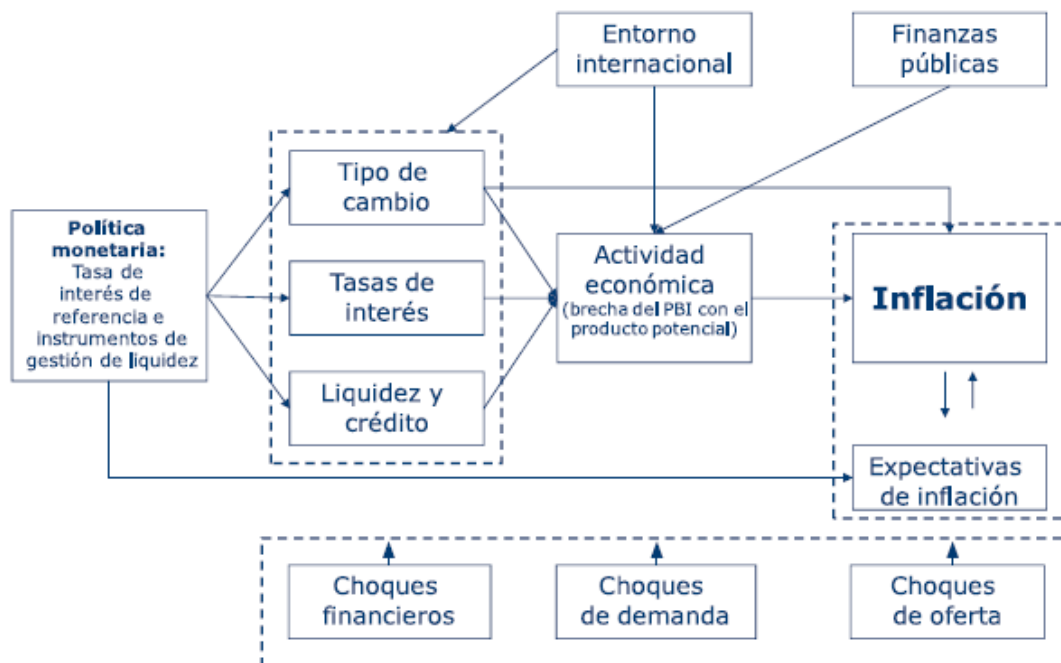 Entorno
internacional
Finanzas
públicas
Tipo de
cambio
Política
monetaria:
Tasa de
interés de
referencia e
instrumentos de
gestión de liquidez
Tasas de
interés
Liquidez y
crédito
Actividad
económica
(brecha del PBI con el
producto potencial)
Inflación
Expectativas
de inflación
Choques
financieros
Choques
de demanda
Choques
de oferta